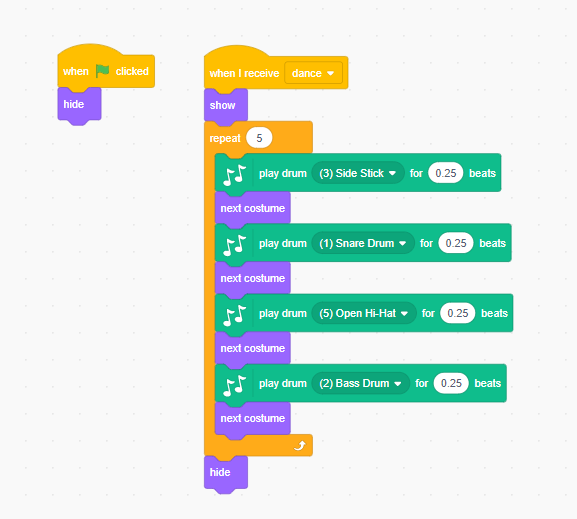 when clicked
hide
when I receive dance
show
repeat 5
play drum (3) Side Stick for 0.25 beats
next costume
play drum (1) Snare Drum for 0.25 beats
next costume
play drum (5) Open Hi-Hat for 0.25 beats
next costume
play drum (2) Bass Drum for 0.25 beats
next costume
hide